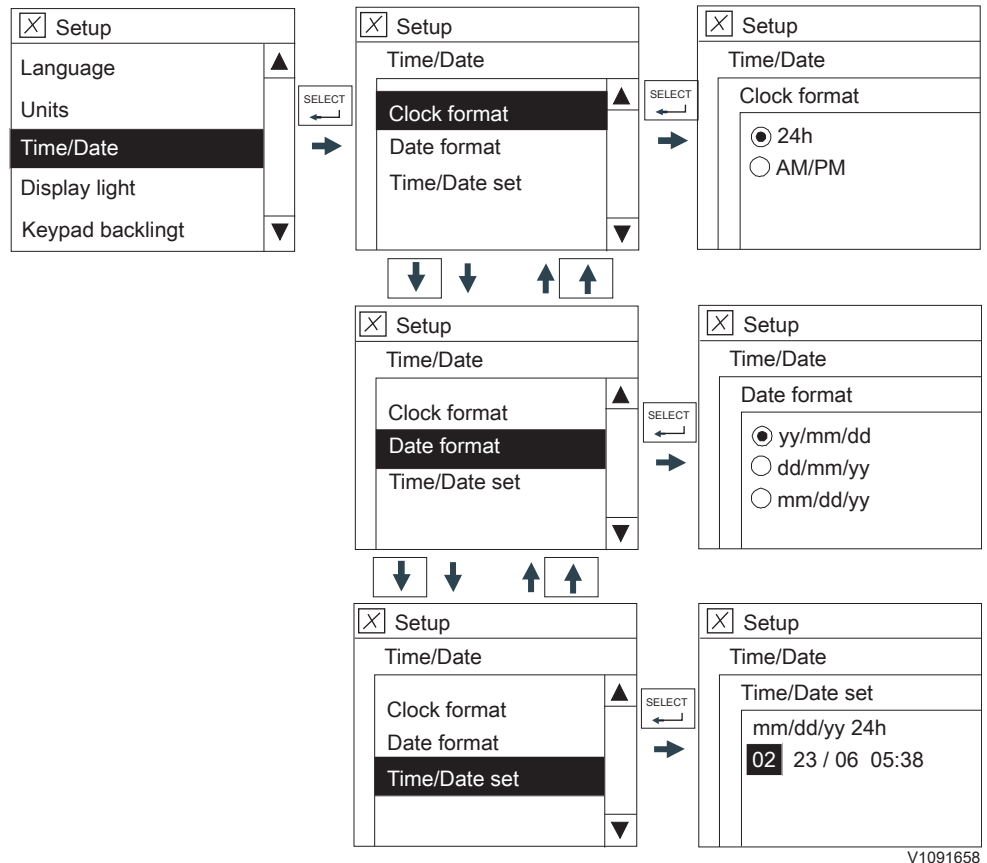 Setup
Language
Units
Time/Date
Display light
Keypad backlingt
SELECT
Setup
Time/Date
Clock format
Date format
Time/Date set
SELECT
Setup
Time/Date
Clock format
24h
AM/PM
Setup
Time/Date
Clock format
Date format
Time/Date set
SELECT
Setup
Time/Date
Date format
yy/mm/dd
dd/mm/yy
mm/dd/yy
Setup
Time/Date
Clock format
Date format
Time/Date set
SELECT
Setup
Time/Date
Time/Date set
mm/dd/yy 24h
02 23 / 06 05:38
V1091658